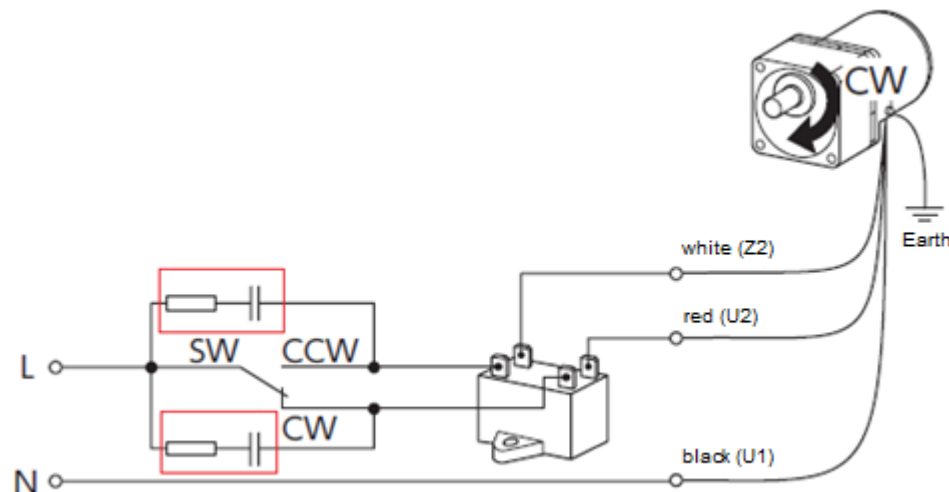 CW
Earth
white (Z2)
red (U2)
SW
CCW
L
CW
black (U1)
N